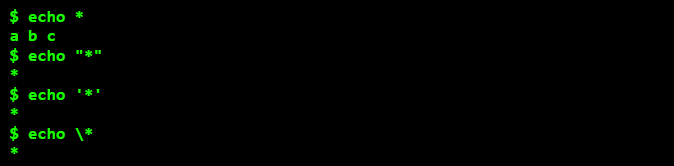 $ echo *
a b c
$ echo "*"
*
$ echo '*'
*
$ echo \*
*